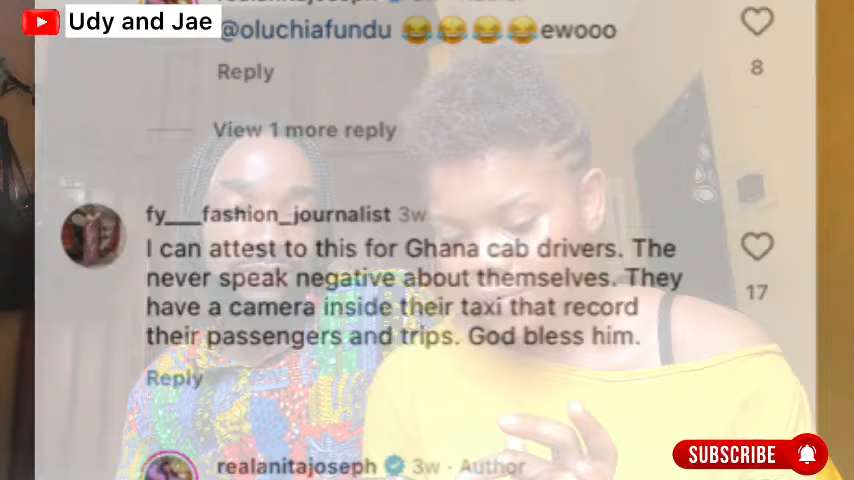 Udy and Jae
@oluchiafundu 😂😂😂😂ewooo
Reply
8
View 1 more reply
fy___fashion_journalist 3w
I can attest to this for Ghana cab drivers. The
never speak negative about themselves. They
have a camera inside their taxi that record
their passengers and trips. God bless him.
17
Reply
realanitajoseph 3w · Author
SUBSCRIBE